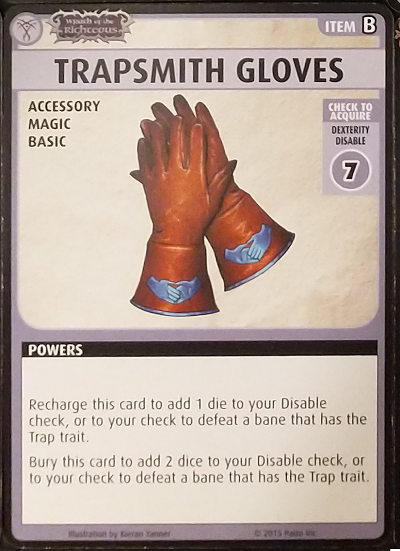 Wrath of the
Righteous
ITEM B
TRAPSMITH GLOVES
ACCESSORY
MAGIC
BASIC
CHECK TO
ACQUIRE
DEXTERITY
DISABLE
7
POWERS
Recharge this card to add 1 die to your Disable
check, or to your check to defeat a bane that has the
Trap trait.
Bury this card to add 2 dice to your Disable check, or
to your check to defeat a bane that has the Trap trait.
Illustration by Kieran Yanner
© 2015 Paizo Inc